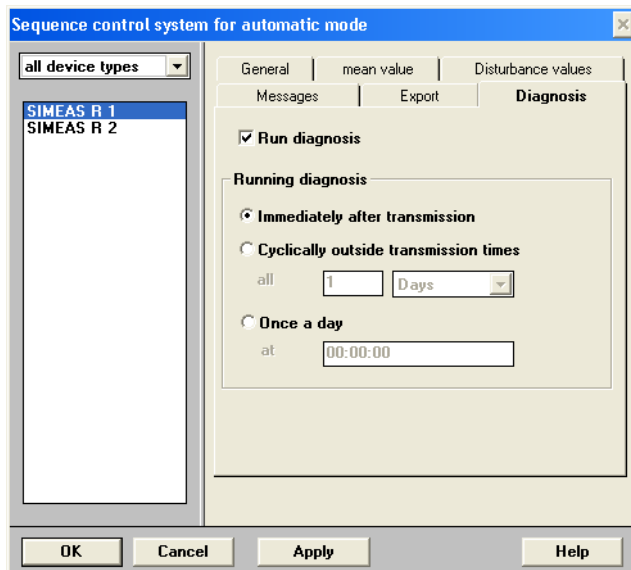 Sequence control system for automatic mode
all device types
SIMEAS R 1
SIMEAS R 2
General mean value Disturbance values
Messages Export Diagnosis
Run diagnosis
Running diagnosis
Immediately after transmission
Cyclically outside transmission times
all 1 Days
Once a day
at 00:00:00
OK Cancel Apply Help